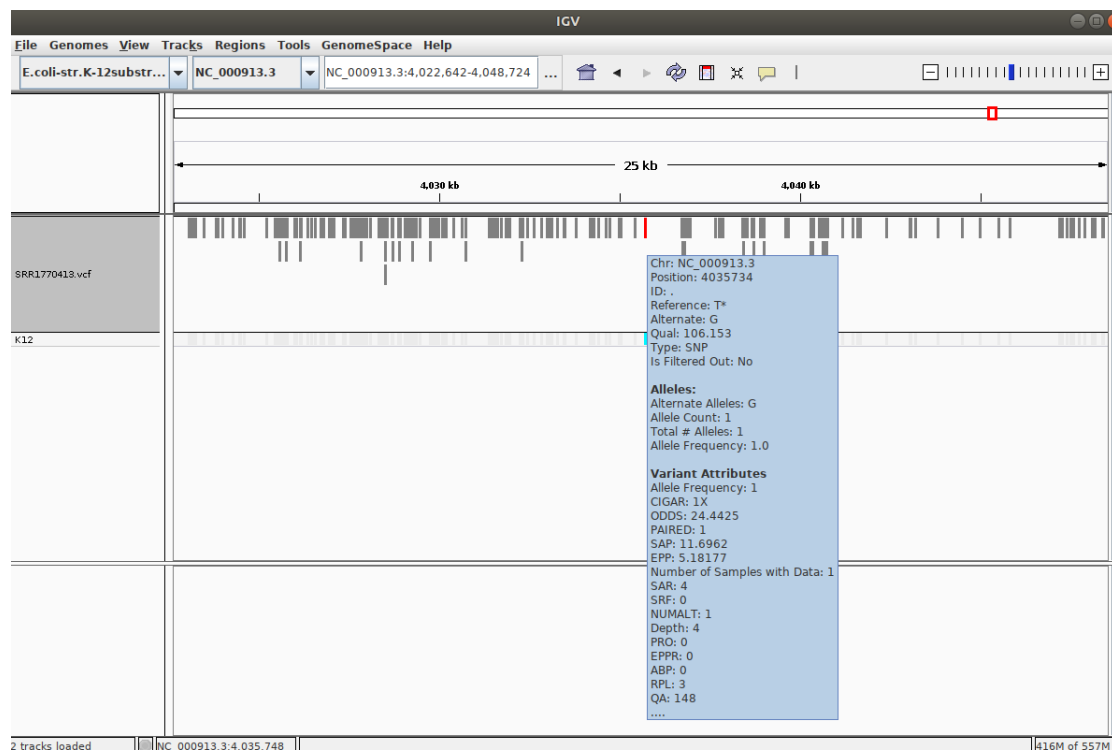 IGV
File Genomes View Tracks Regions Tools GenomeSpace Help
E.coli-str.K-12substr... NC_000913.3 NC_000913.3:4,022,642-4,048,724 ...
25 kb
4,030 kb 4,040 kb
SRR1770413.vcf
K12
Chr: NC_000913.3
Position: 4035734
ID: .
Reference: T*
Alternate: G
Qual: 106.153
Type: SNP
Is Filtered Out: No
Alleles:
Alternate Alleles: G
Allele Count: 1
Total # Alleles: 1
Allele Frequency: 1.0
Variant Attributes
Allele Frequency: 1
CIGAR: 1X
ODDS: 24.4425
PAIRED: 1
SAP: 11.6962
EPP: 5.18177
Number of Samples with Data: 1
SAR: 4
SRF: 0
NUMALT: 1
Depth: 4
PRO: 0
EPPR: 0
ABP: 0
RPL: 3
QA: 148
....
2 tracks loaded NC_000913.3:4,035,748 416M of 557M